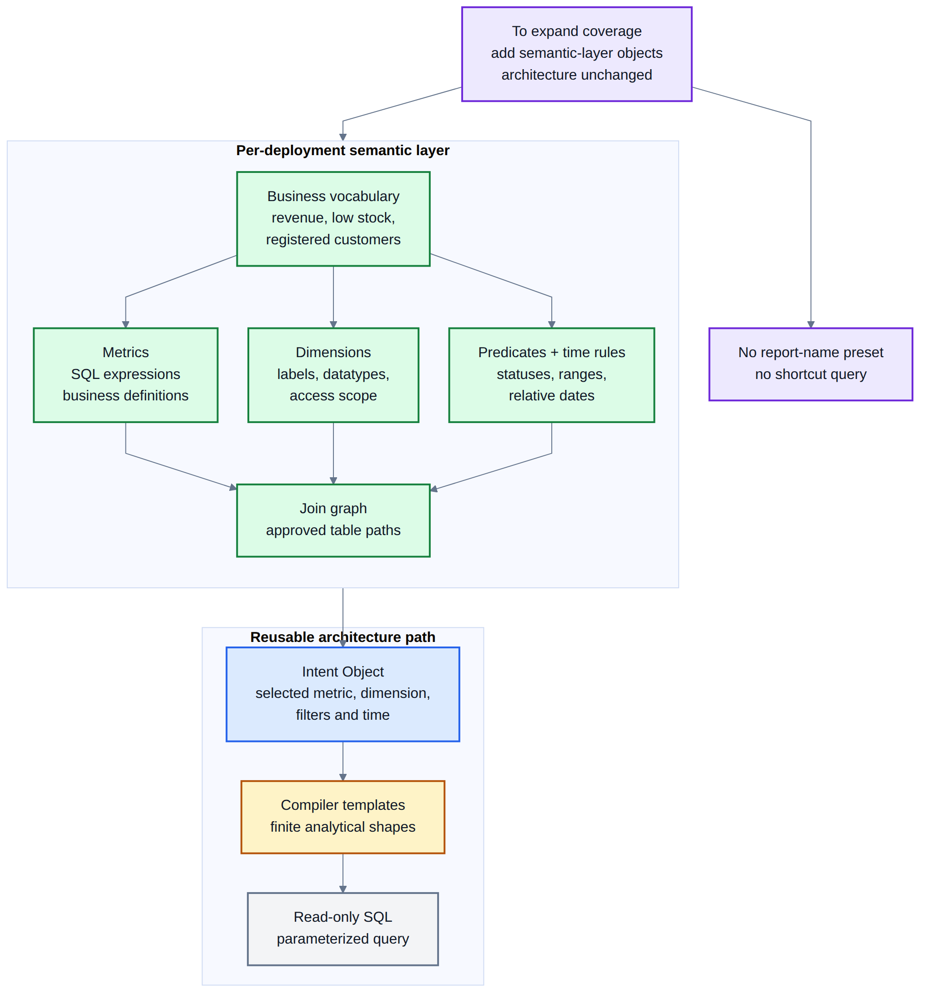 To expand coverage
add semantic-layer objects
architecture unchanged
Per-deployment semantic layer
Business vocabulary
revenue, low stock,
registered customers
Metrics
SQL expressions
business definitions
Dimensions
labels, datatypes,
access scope
Predicates + time rules
statuses, ranges,
relative dates
No report-name preset
no shortcut query
Join graph
approved table paths
Reusable architecture path
Intent Object
selected metric, dimension,
filters and time
Compiler templates
finite analytical shapes
Read-only SQL
parameterized query